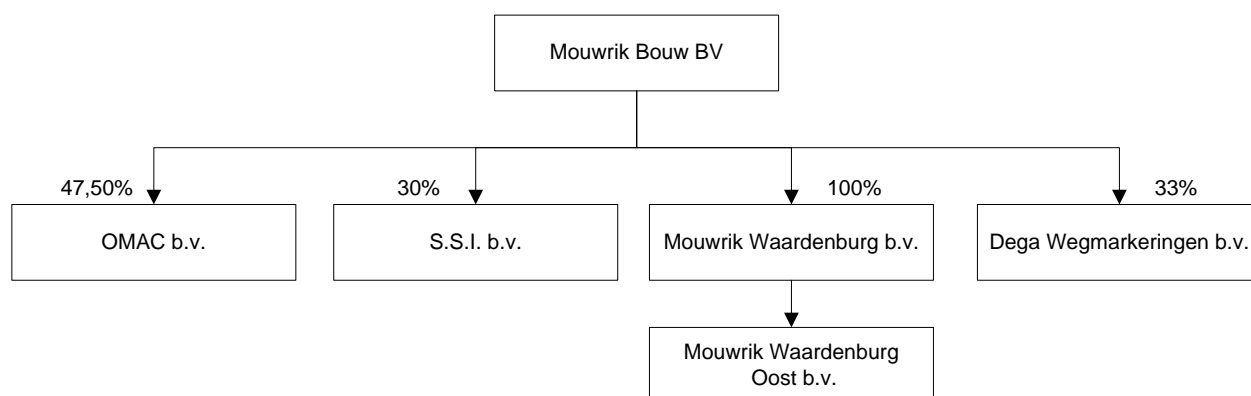 Mouwrik Bouw BV
47,50%
30%
100%
33%
OMAC b.v.
S.S.I. b.v.
Mouwrik Waardenburg b.v.
Dega Wegmarkeringen b.v.
Mouwrik Waardenburg
Oost b.v.